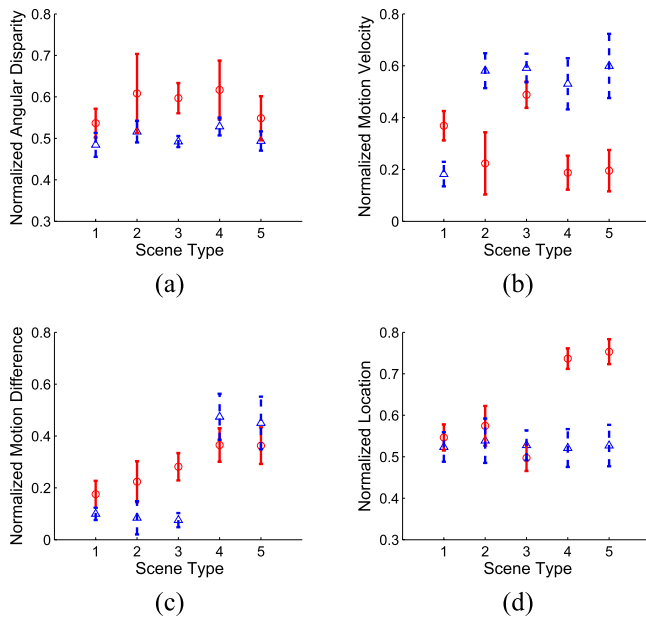 0.8
0.7
0.6
0.5
0.4
0.3
Normalized Angular Disparity
1 2 3 4 5
Scene Type
(a)
0.8
0.6
0.4
0.2
0
Normalized Motion Velocity
1 2 3 4 5
Scene Type
(b)
0.8
0.6
0.4
0.2
0
Normalized Motion Difference
1 2 3 4 5
Scene Type
(c)
0.8
0.7
0.6
0.5
0.4
0.3
Normalized Location
1 2 3 4 5
Scene Type
(d)